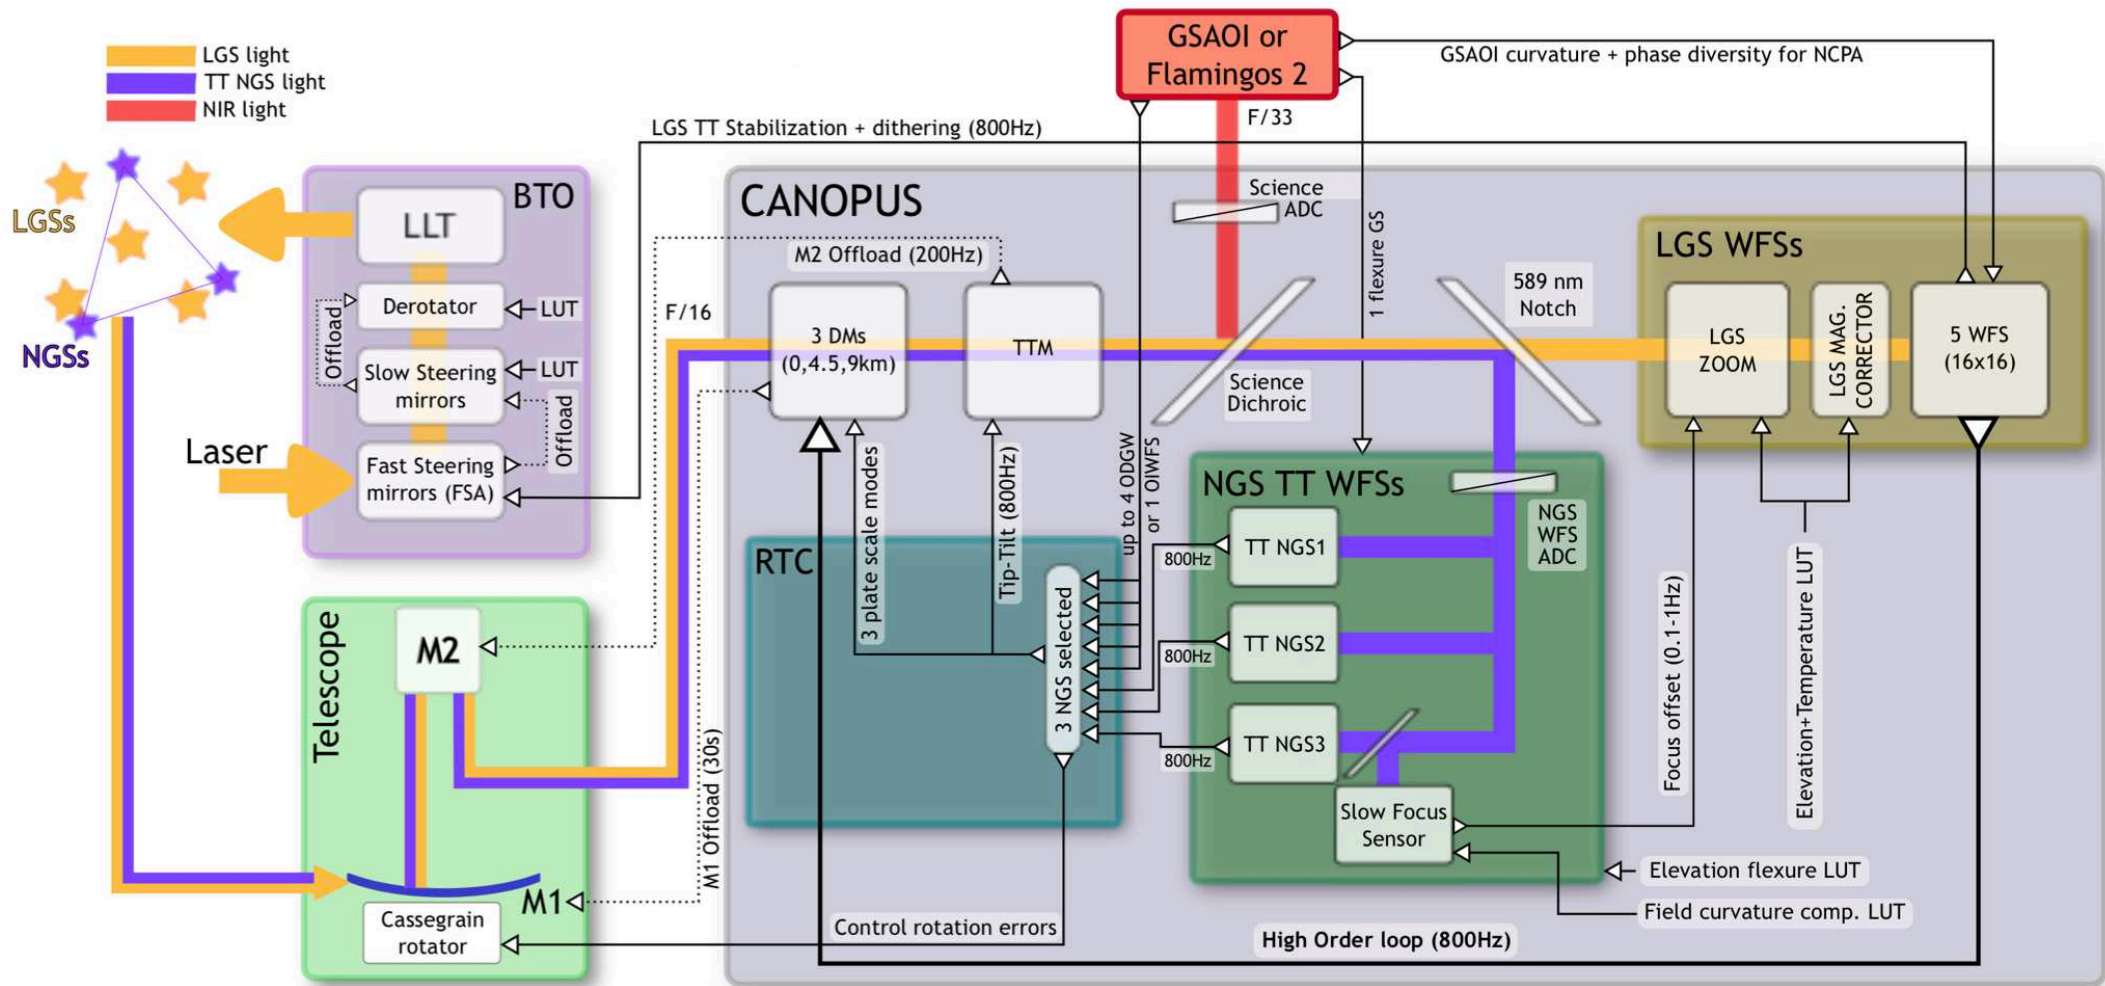 LGS light
TT NGS light
NIR light
LGSs
NGSs
Laser
BTO
LLT
Derotator
LUT
Offload
Slow Steering
mirrors
LUT
Offload
Fast Steering
mirrors (FSA)
Telescope
M2
M1
Cassegrain
rotator
GSAOI or
Flamingos 2
GSAOI curvature + phase diversity for NCPA
F/33
LGS TT Stabilization + dithering (800Hz)
CANOPUS
Science
ADC
M2 Offload (200Hz)
F/16
3 DMs
(0,4.5,9km)
TTM
1 flexure GS
Science
Dichroic
589 nm
Notch
LGS WFSs
LGS
ZOOM
LGS MAG.
CORRECTOR
5 WFS
(16x16)
up to 4 ODGW
or 1 OIWFS
3 plate scale modes
Tip-Tilt (800Hz)
RTC
3 NGS selected
NGS TT WFSs
NGS
WFS
ADC
TT NGS1
800Hz
TT NGS2
800Hz
TT NGS3
800Hz
Slow Focus
Sensor
Focus offset (0.1-1Hz)
Elevation+Temperature LUT
M1 Offload (30s)
Elevation flexure LUT
Field curvature comp. LUT
Control rotation errors
High Order loop (800Hz)